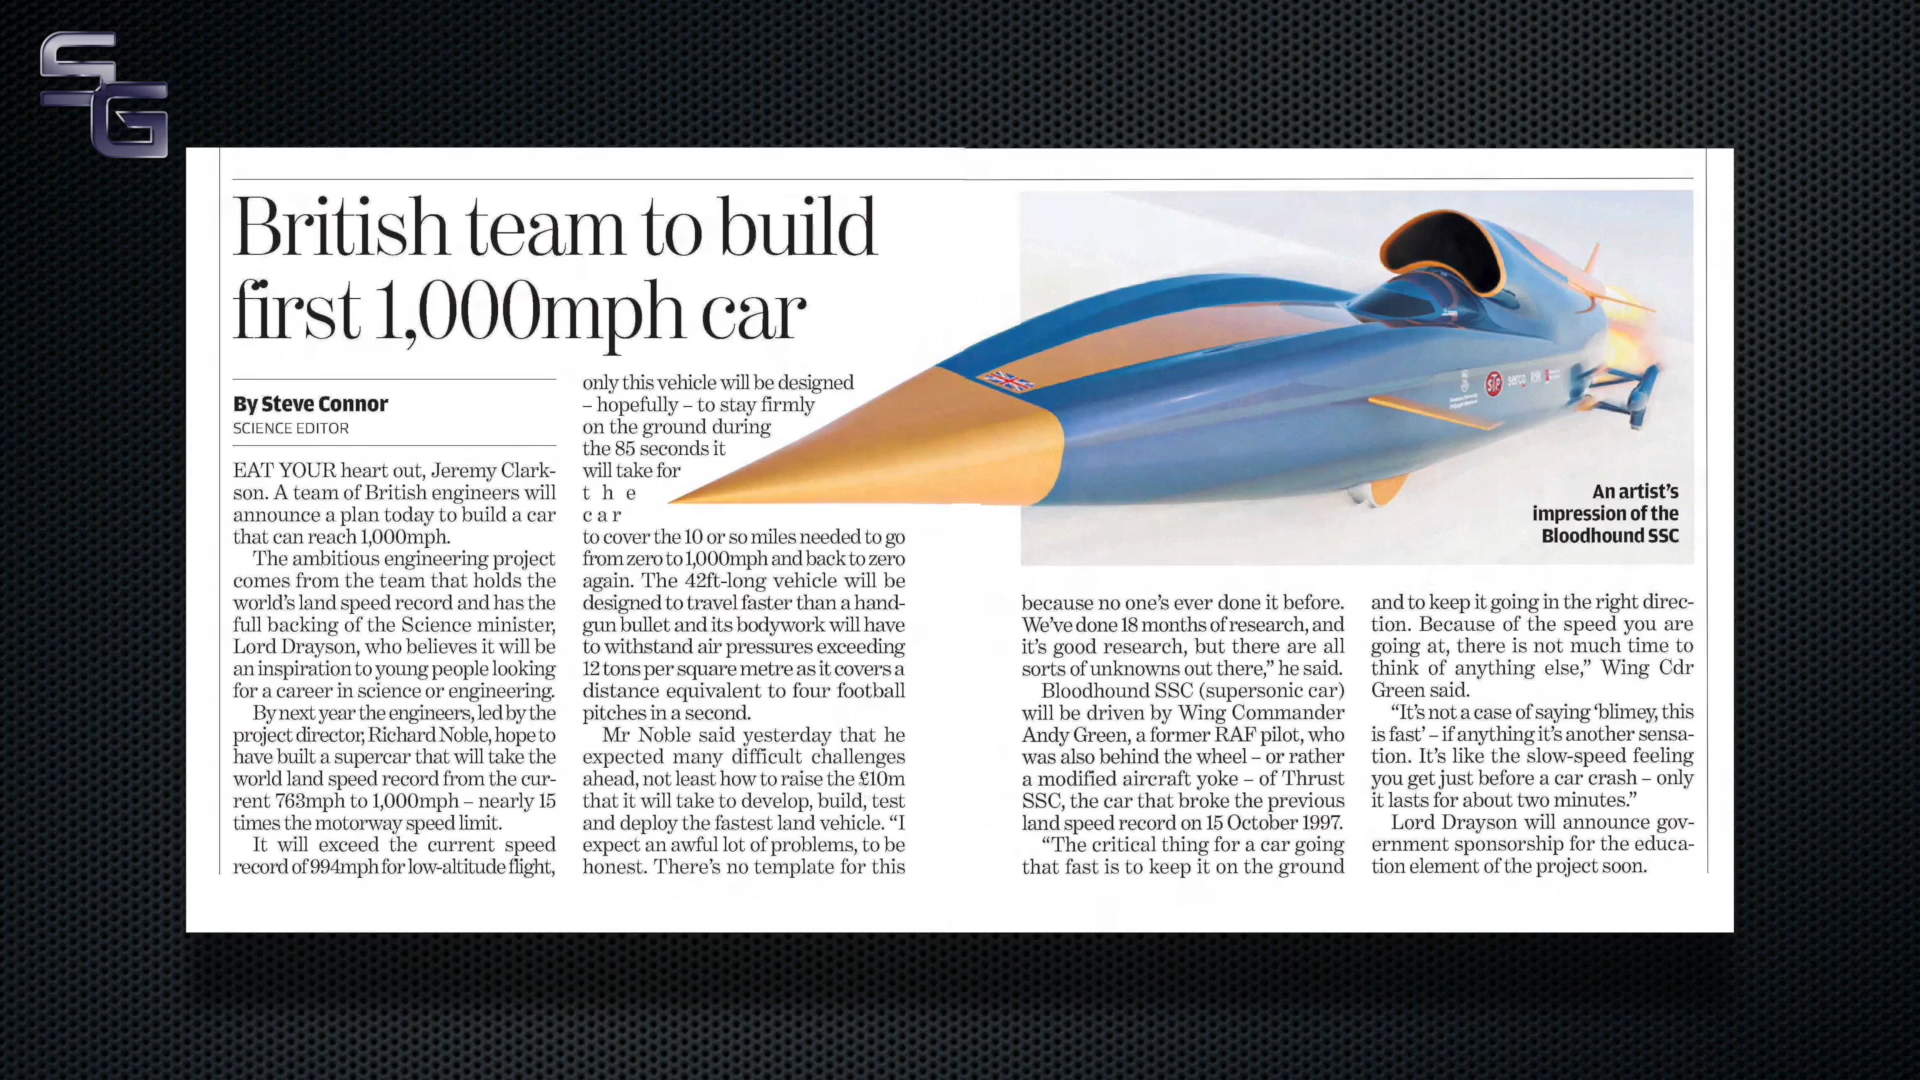 SG
British team to build
first 1,000mph car
By Steve Connor
SCIENCE EDITOR
EAT YOUR heart out, Jeremy Clark-
son. A team of British engineers will
announce a plan today to build a car
that can reach 1,000mph.
The ambitious engineering project
comes from the team that holds the
world's land speed record and has the
full backing of the Science minister,
Lord Drayson, who believes it will be
an inspiration to young people looking
for a career in science or engineering.
By next year the engineers, led by the
project director, Richard Noble, hope to
have built a supercar that will take the
world land speed record from the cur-
rent 763mph to 1,000mph – nearly 15
times the motorway speed limit.
It will exceed the current speed
record of 994mph for low-altitude flight,
only this vehicle will be designed
– hopefully – to stay firmly
on the ground during
the 85 seconds it
will take for
the
car
to cover the 10 or so miles needed to go
from zero to 1,000mph and back to zero
again. The 42ft-long vehicle will be
designed to travel faster than a hand-
gun bullet and its bodywork will have
to withstand air pressures exceeding
12 tons per square metre as it covers a
distance equivalent to four football
pitches in a second.
Mr Noble said yesterday that he
expected many difficult challenges
ahead, not least how to raise the £10m
that it will take to develop, build, test
and deploy the fastest land vehicle. “I
expect an awful lot of problems, to be
honest. There's no template for this
STP
serco
An artist's
impression of the
Bloodhound SSC
because no one's ever done it before.
We've done 18 months of research, and
it's good research, but there are all
sorts of unknowns out there,” he said.
Bloodhound SSC (supersonic car)
will be driven by Wing Commander
Andy Green, a former RAF pilot, who
was also behind the wheel – or rather
a modified aircraft yoke – of Thrust
SSC, the car that broke the previous
land speed record on 15 October 1997.
“The critical thing for a car going
that fast is to keep it on the ground
and to keep it going in the right direc-
tion. Because of the speed you are
going at, there is not much time to
think of anything else,” Wing Cdr
Green said.
“It's not a case of saying ‘blimey, this
is fast’ – if anything it's another sensa-
tion. It's like the slow-speed feeling
you get just before a car crash – only
it lasts for about two minutes.”
Lord Drayson will announce gov-
ernment sponsorship for the educa-
tion element of the project soon.